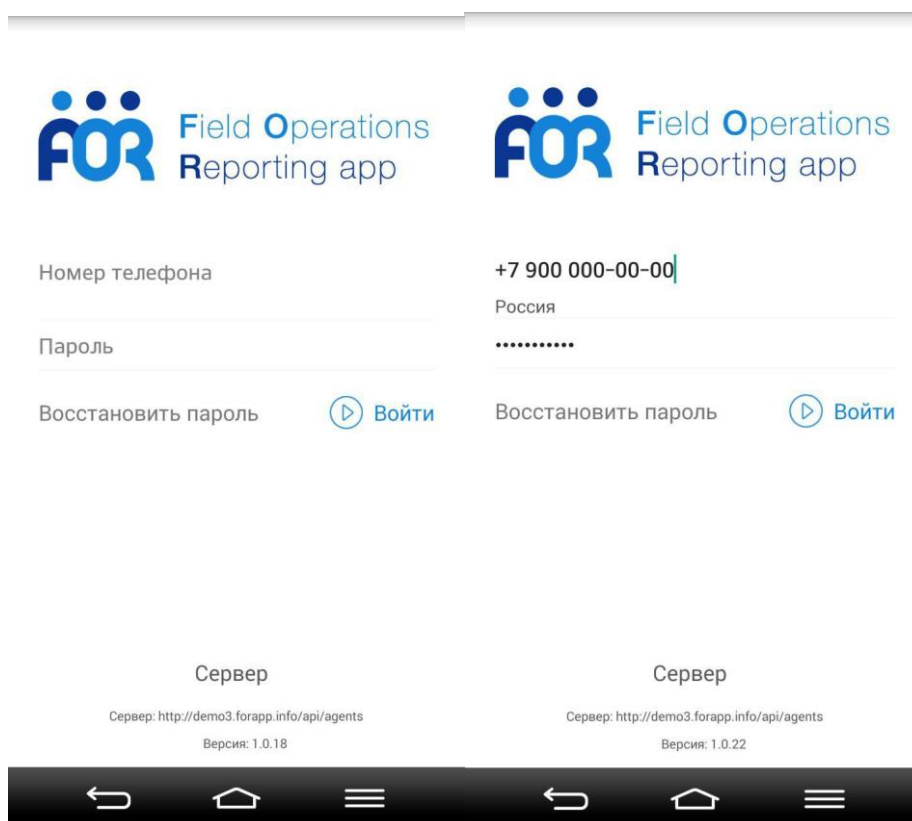 FOR
Field Operations
Reporting app
Номер телефона
Пароль
Восстановить пароль
Войти
Сервер
Сервер: http://demo3.forapp.info/api/agents
Версия: 1.0.18
FOR
Field Operations
Reporting app
+7 900 000-00-00
Россия
•••••••••••
Восстановить пароль
Войти
Сервер
Сервер: http://demo3.forapp.info/api/agents
Версия: 1.0.22